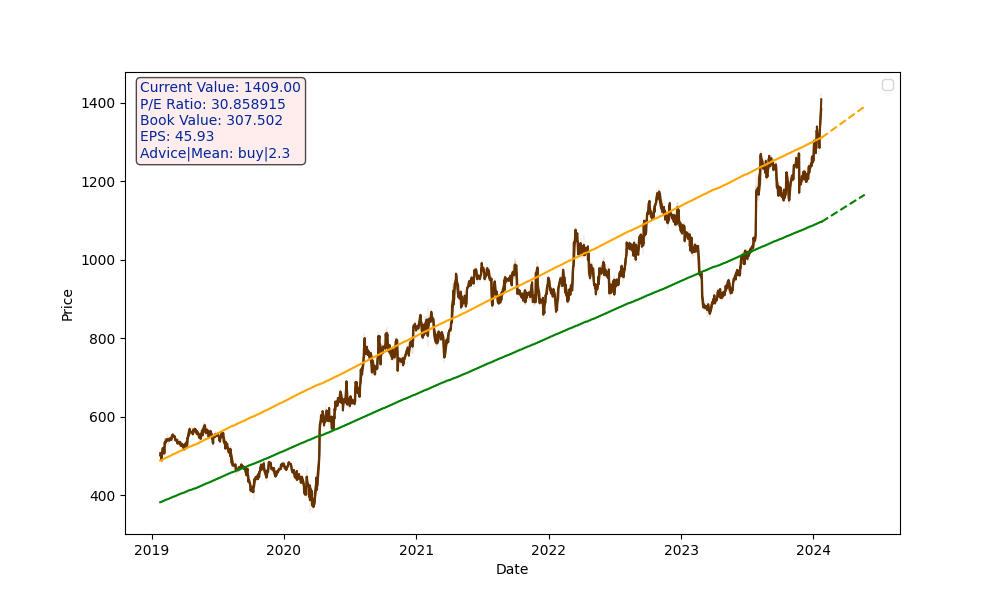 Current Value: 1409.00
P/E Ratio: 30.858915
Book Value: 307.502
EPS: 45.93
Advice|Mean: buy|2.3
1400
1200
1000
800
600
400
Price
2019 2020 2021 2022 2023 2024
Date